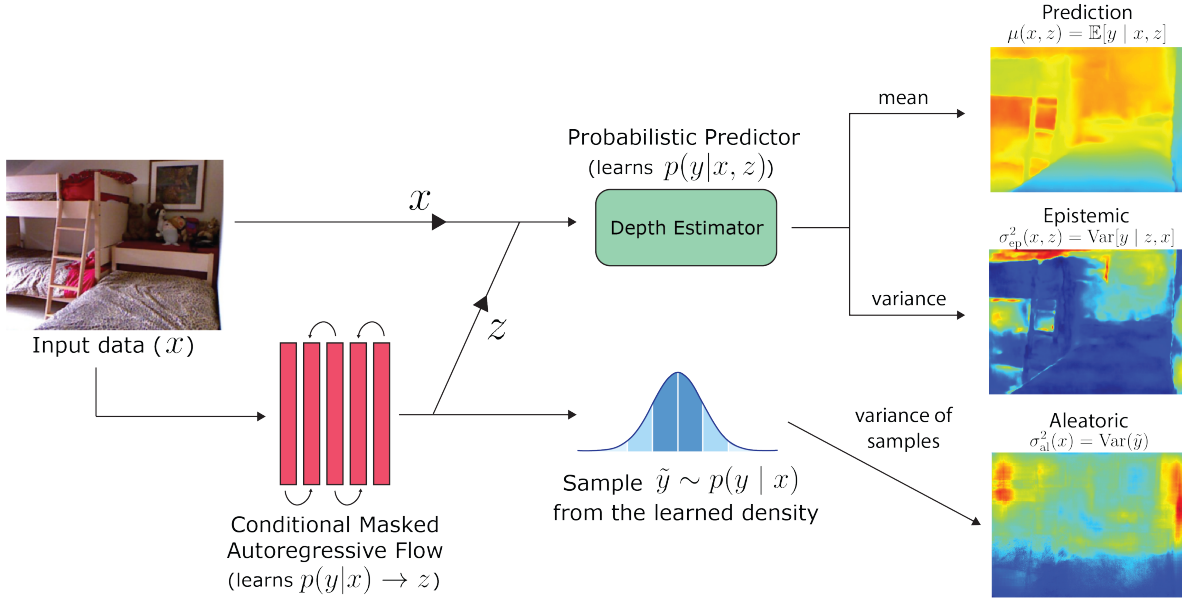 Prediction
μ(x, z) = 𝔼[y | x, z]
mean
Probabilistic Predictor
(learns p(y|x, z))
Depth Estimator
x
Epistemic
σ²ep(x, z) = Var[y | z, x]
variance
Input data (x)
z
variance of
samples
Aleatoric
σ²al(x) = Var(ỹ)
Sample ỹ ∼ p(y | x)
from the learned density
Conditional Masked
Autoregressive Flow
(learns p(y|x) → z)